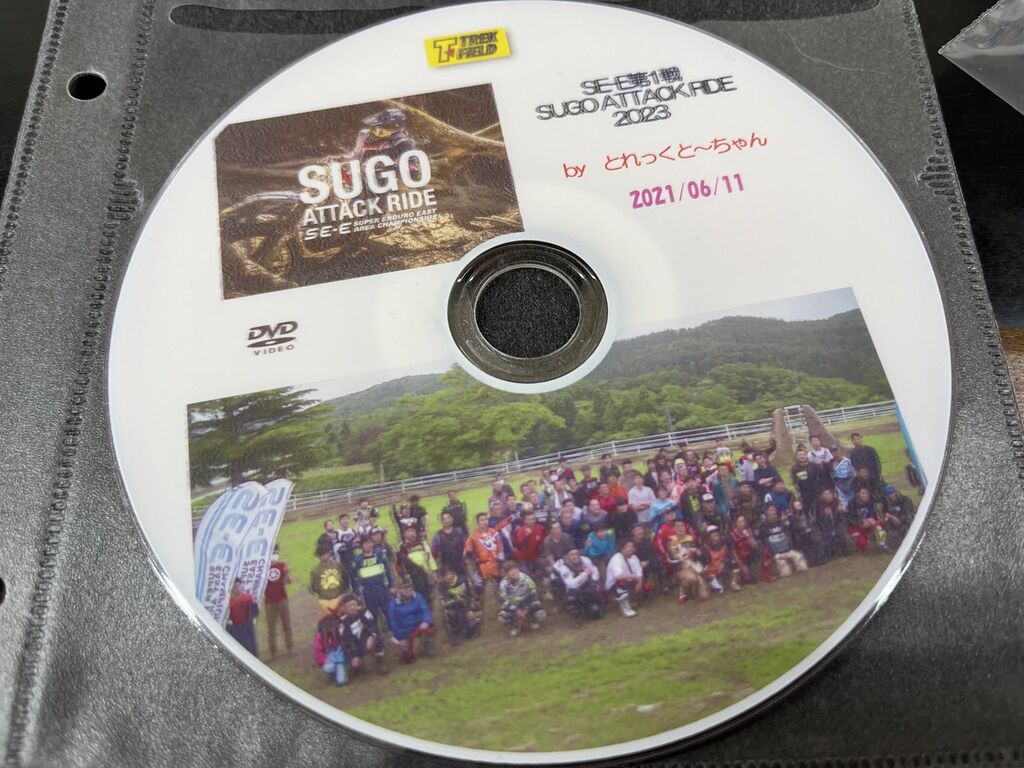 TREK
FIELD
SE-E第1戦
SUGO ATTACK RIDE
2023
by とれっくと〜ちゃん
2021/06/11
SUGO
ATTACK RIDE
SE-E SUPER ENDURO EAST
AREA CHAMPIONSHIP
DVD
VIDEO
SE-E